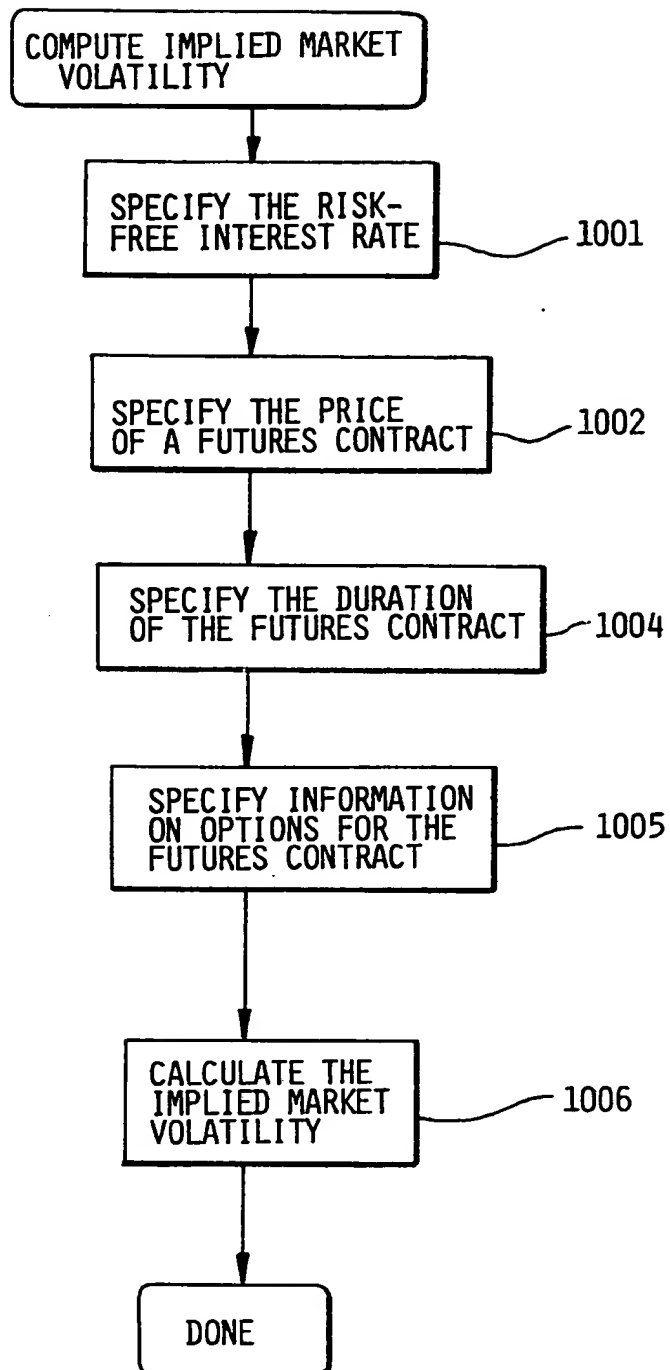 COMPUTE IMPLIED MARKET
VOLATILITY
SPECIFY THE RISK-
FREE INTEREST RATE
1001
SPECIFY THE PRICE
OF A FUTURES CONTRACT
1002
SPECIFY THE DURATION
OF THE FUTURES CONTRACT
1004
SPECIFY INFORMATION
ON OPTIONS FOR THE
FUTURES CONTRACT
1005
CALCULATE THE
IMPLIED MARKET
VOLATILITY
1006
DONE